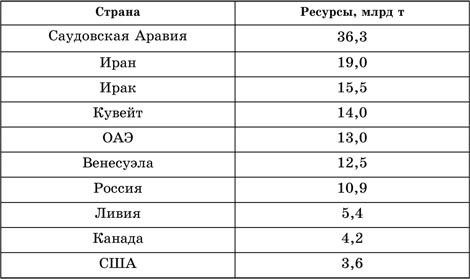 Страна Ресурсы, млрд т
Саудовская Аравия 36,3
Иран 19,0
Ирак 15,5
Кувейт 14,0
ОАЭ 13,0
Венесуэла 12,5
Россия 10,9
Ливия 5,4
Канада 4,2
США 3,6